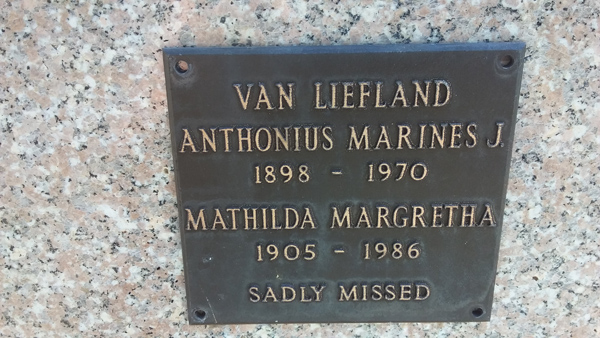 VAN LIEFLAND
ANTHONIUS MARINES J.
1898 - 1970
MATHILDA MARGRETHA
1905 - 1986
SADLY MISSED